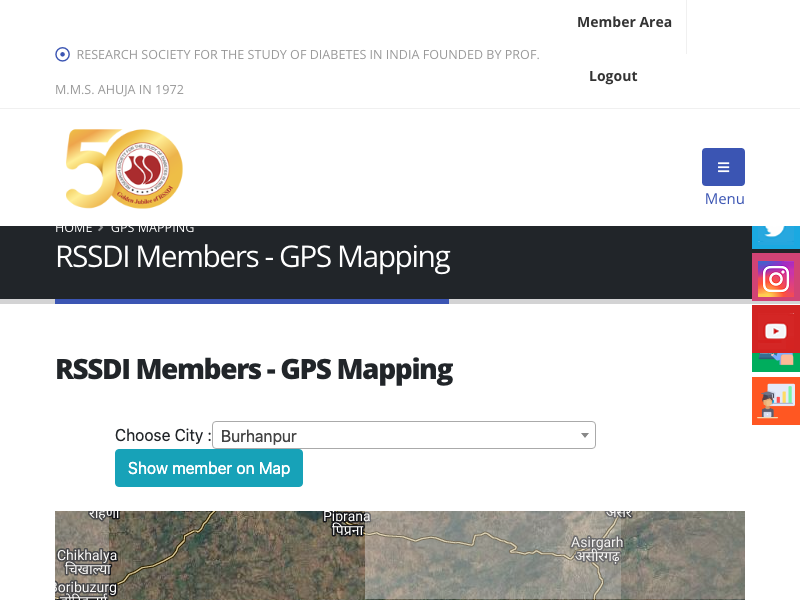 Member Area
RESEARCH SOCIETY FOR THE STUDY OF DIABETES IN INDIA FOUNDED BY PROF.
M.M.S. AHUJA IN 1972
Logout
50
Golden Jubilee of RSSDI
Menu
HOME > GPS MAPPING
RSSDI Members - GPS Mapping
RSSDI Members - GPS Mapping
Choose City : Burhanpur
Show member on Map
Piprana
पिप्रना
Asirgarh
असीरगढ़
Chikhalya
चिखाल्या
Boribuzurg